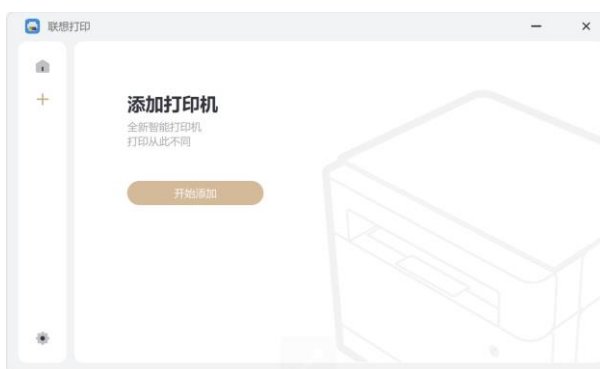 联想打印
添加打印机
全新智能打印机
打印从此不同
开始添加